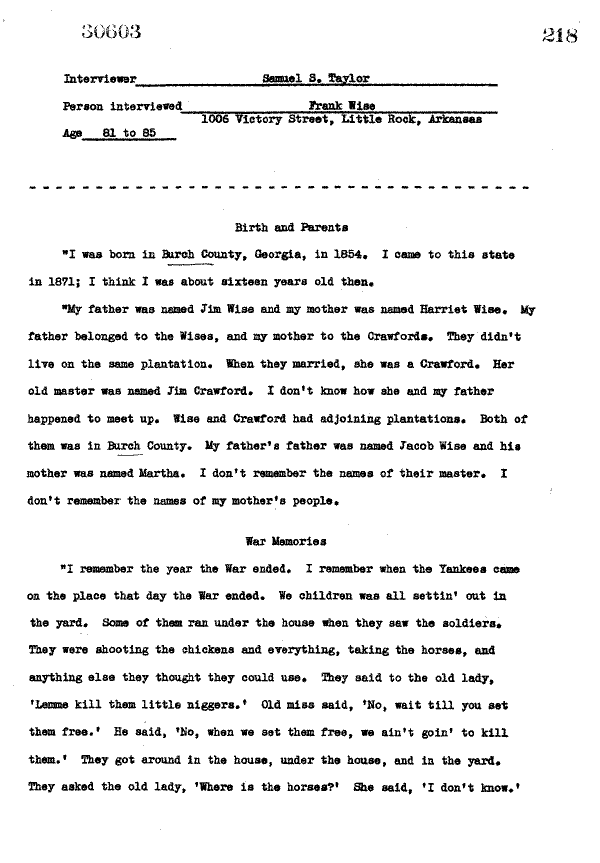 30603
218
Interviewer Samuel S. Taylor
Person interviewed Frank Wise
1006 Victory Street, Little Rock, Arkansas
Age 81 to 85
Birth and Parents
"I was born in Burch County, Georgia, in 1854. I came to this state
in 1871; I think I was about sixteen years old then.
"My father was named Jim Wise and my mother was named Harriet Wise. My
father belonged to the Wises, and my mother to the Crawfords. They didn't
live on the same plantation. When they married, she was a Crawford. Her
old master was named Jim Crawford. I don't know how she and my father
happened to meet up. Wise and Crawford had adjoining plantations. Both of
them was in Burch County. My father's father was named Jacob Wise and his
mother was named Martha. I don't remember the names of their master. I
don't remember the names of my mother's people.
War Memories
"I remember the year the War ended. I remember when the Yankees came
on the place that day the War ended. We children was all settin' out in
the yard. Some of them ran under the house when they saw the soldiers.
They were shooting the chickens and everything, taking the horses, and
anything else they thought they could use. They said to the old lady,
'Lemme kill them little niggers.' Old miss said, 'No, wait till you set
them free.' He said, 'No, when we set them free, we ain't goin' to kill
them.' They got around in the house, under the house, and in the yard.
They asked the old lady, 'Where is the horses?' She said, 'I don't know.'